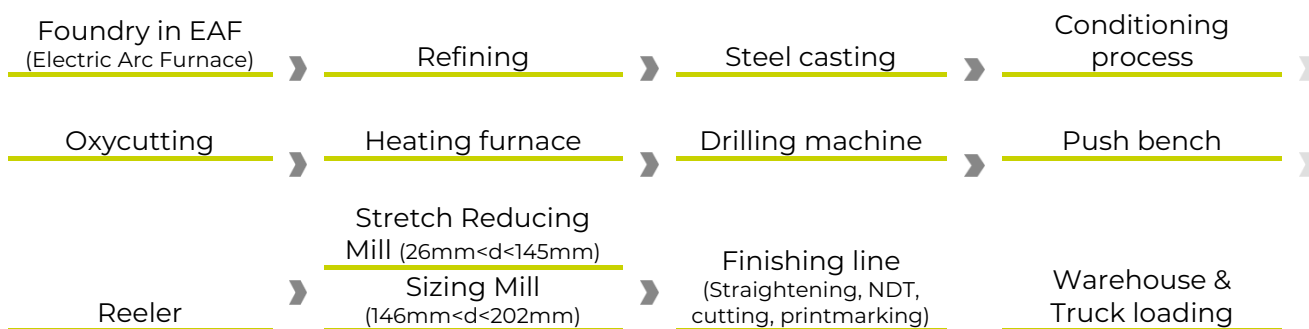 Foundry in EAF
(Electric Arc Furnace)
Refining
Steel casting
Conditioning
process
Oxycutting
Heating furnace
Drilling machine
Push bench
Reeler
Stretch Reducing
Mill (26mm<d<145mm)
Sizing Mill
(146mm<d<202mm)
Finishing line
(Straightening, NDT,
cutting, printmarking)
Warehouse &
Truck loading